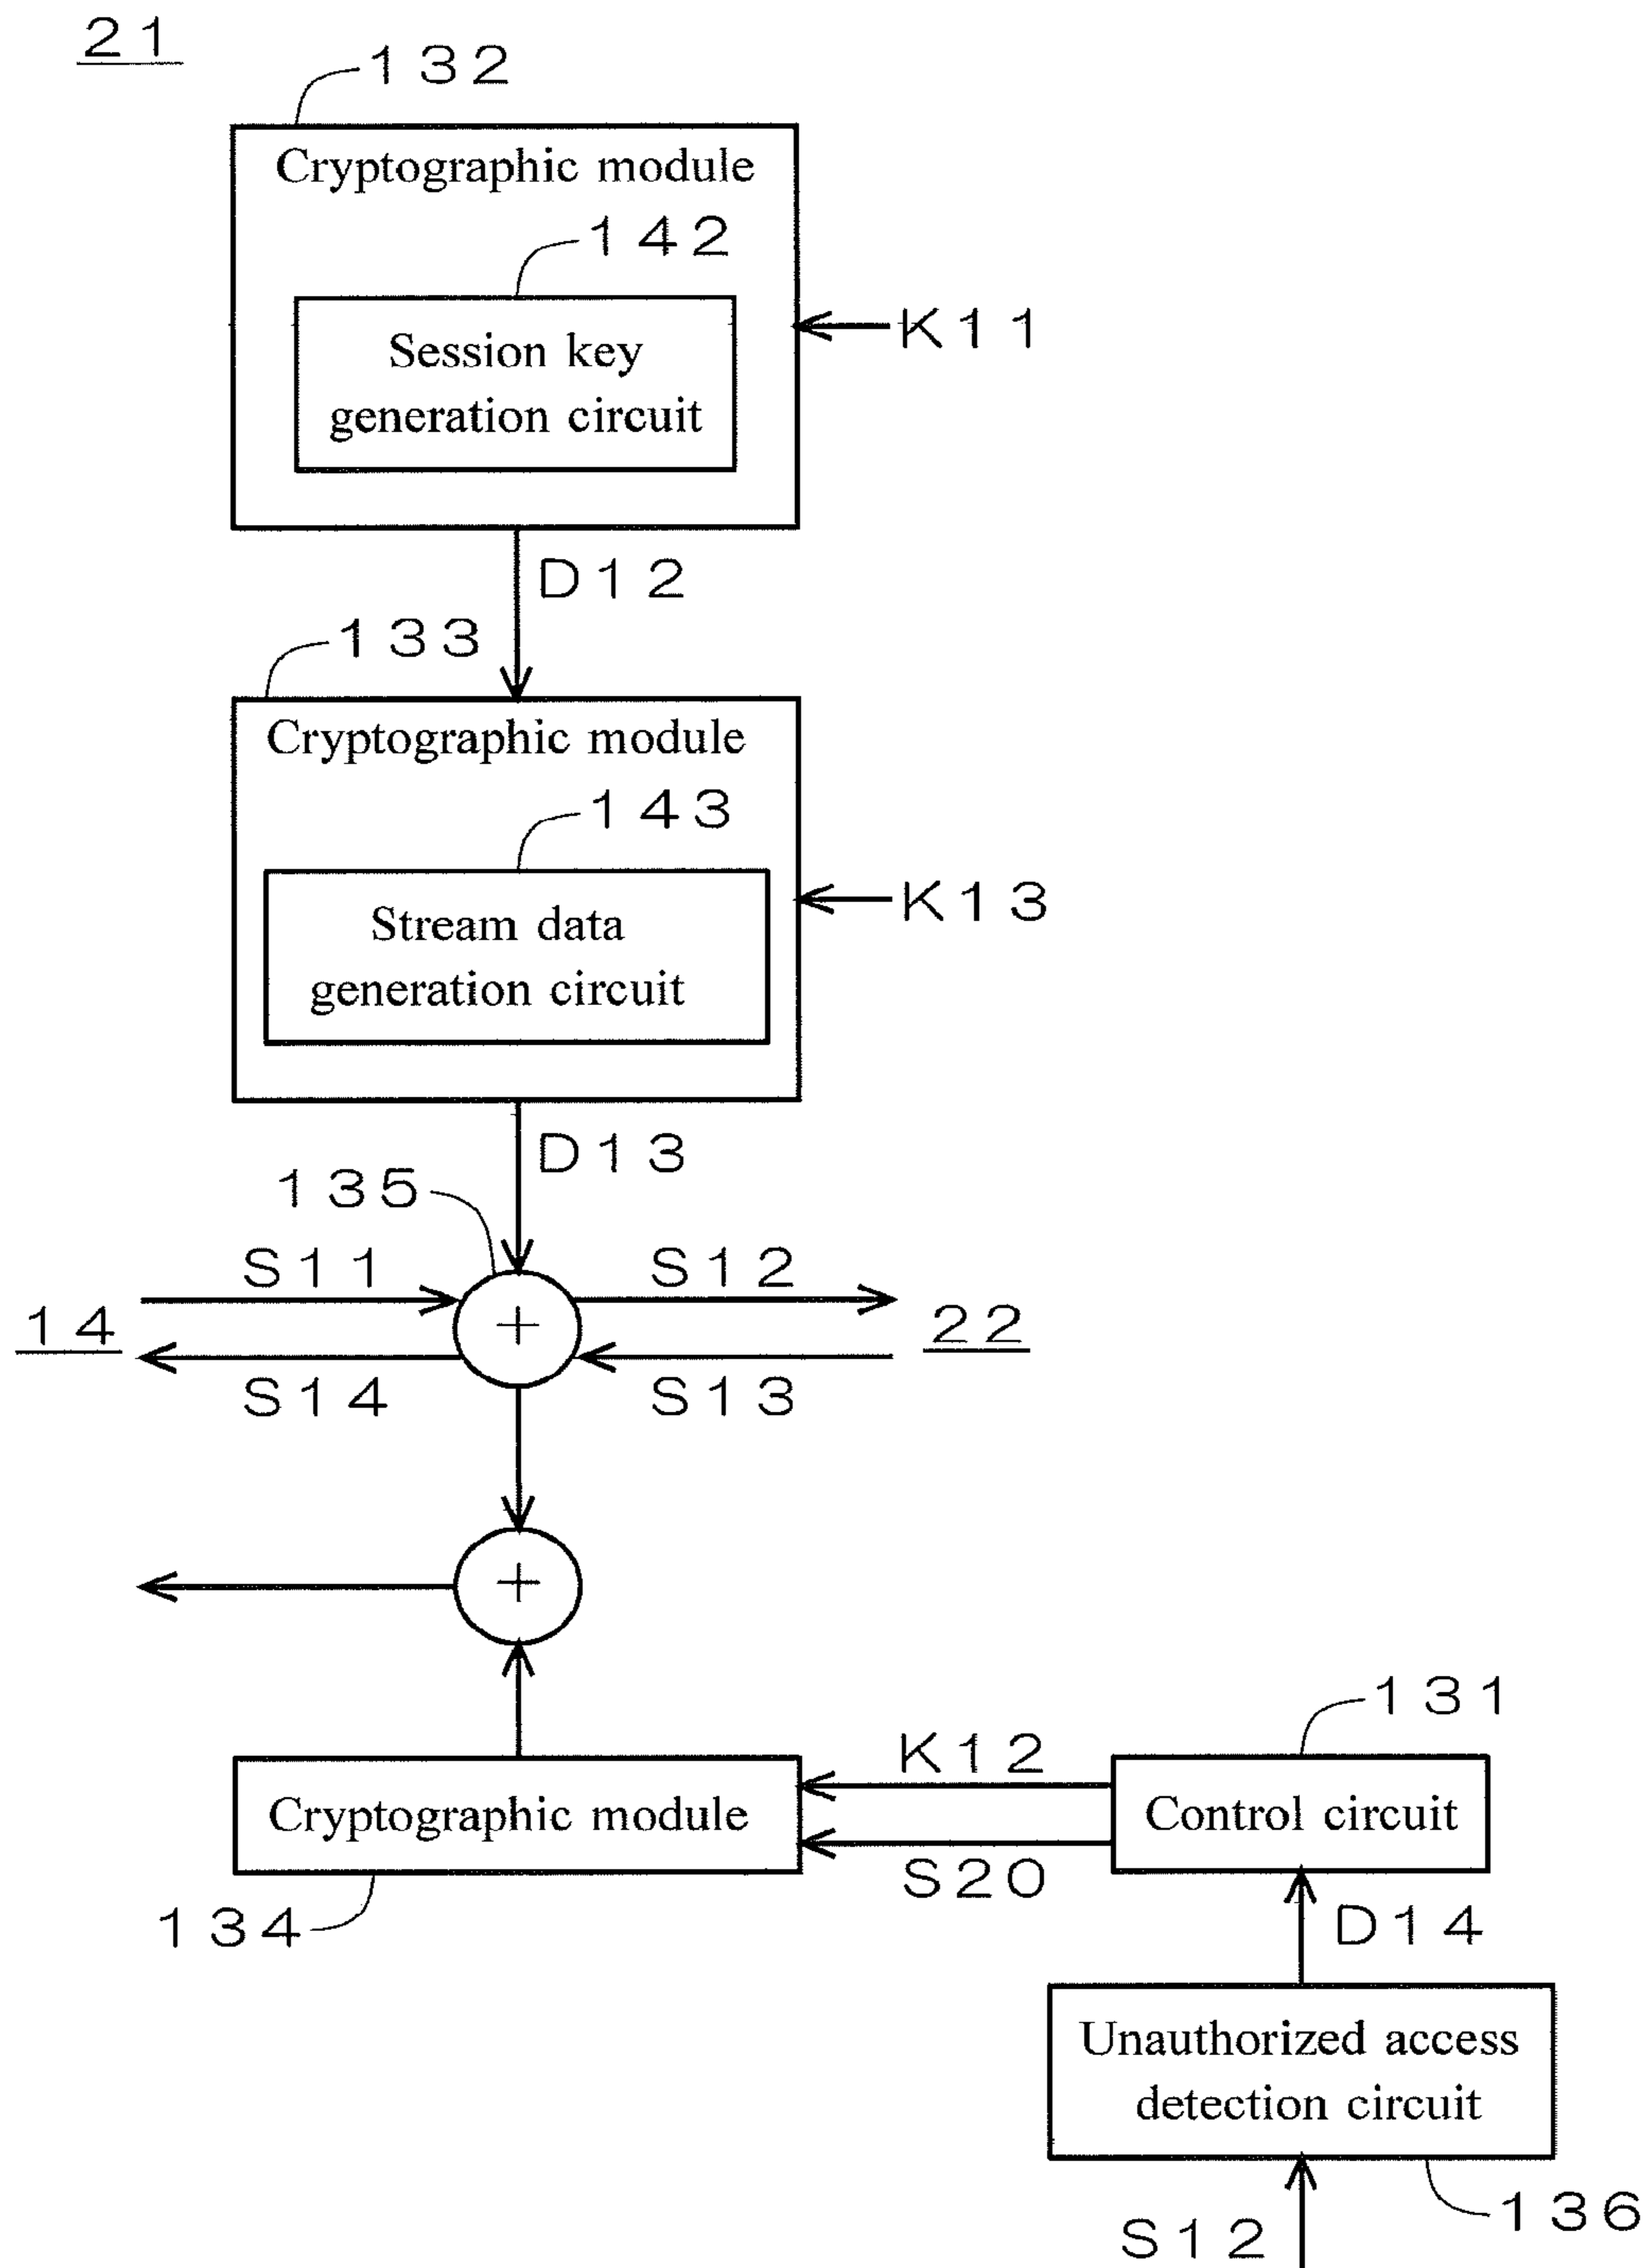 21
132
Cryptographic module
142
Session key
generation circuit
K11
D12
133
Cryptographic module
143
Stream data
generation circuit
K13
D13
135
S11
S12
14
+
22
S14
S13
+
131
K12
Cryptographic module
Control circuit
S20
134
D14
Unauthorized access
detection circuit
136
S12